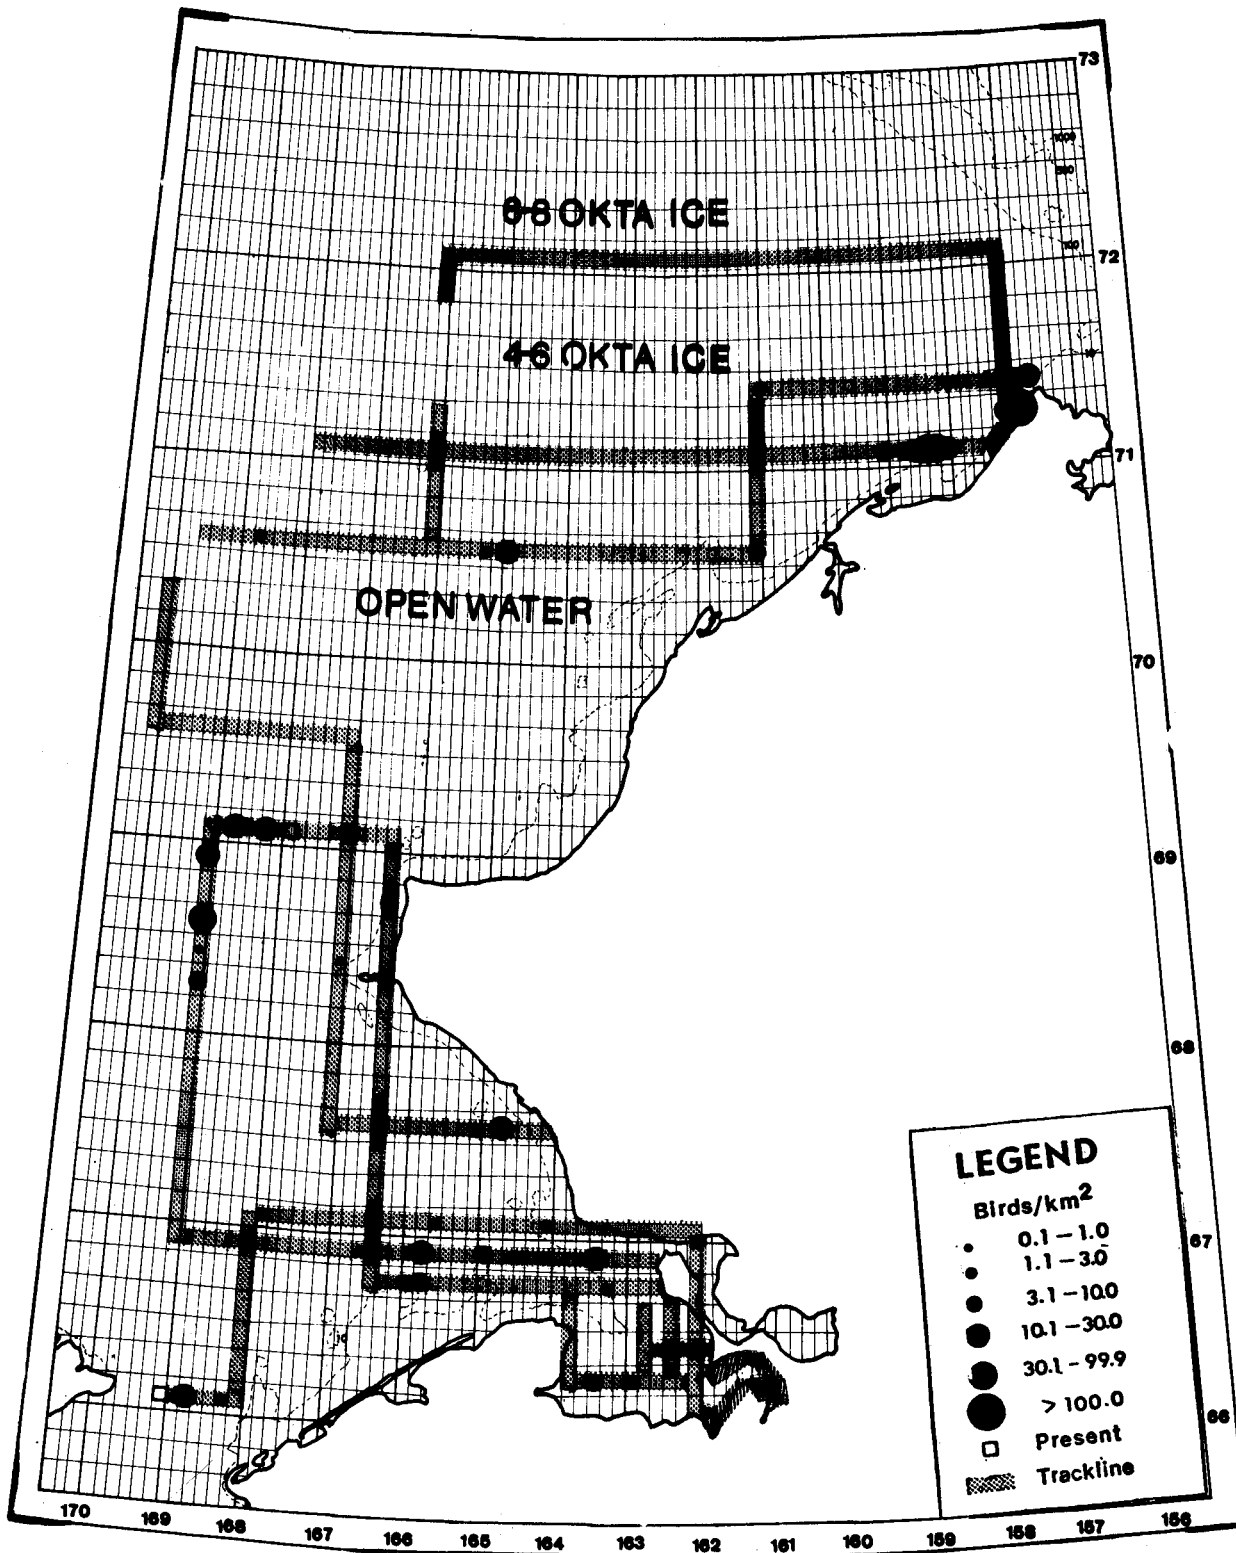 73
1000
72
6-8 OKTA ICE
4-6 OKTA ICE
71
OPEN WATER
70
69
68
67
66
LEGEND
Birds/km2
0.1 – 1.0
1.1 – 3.0
3.1 – 10.0
10.1 – 30.0
30.1 – 99.9
> 100.0
Present
Trackline
170 169 168 167 166 165 164 163 162 161 160 159 158 157 156